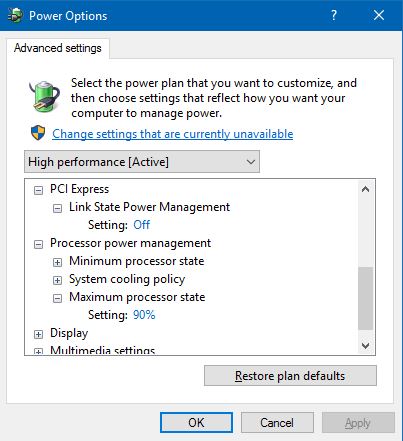 Power Options
Advanced settings
Select the power plan that you want to customize, and
then choose settings that reflect how you want your
computer to manage power.
Change settings that are currently unavailable
High performance [Active]
PCI Express
Link State Power Management
Setting: Off
Processor power management
Minimum processor state
System cooling policy
Maximum processor state
Setting: 90%
Display
Multimedia settings
Restore plan defaults
OK Cancel Apply